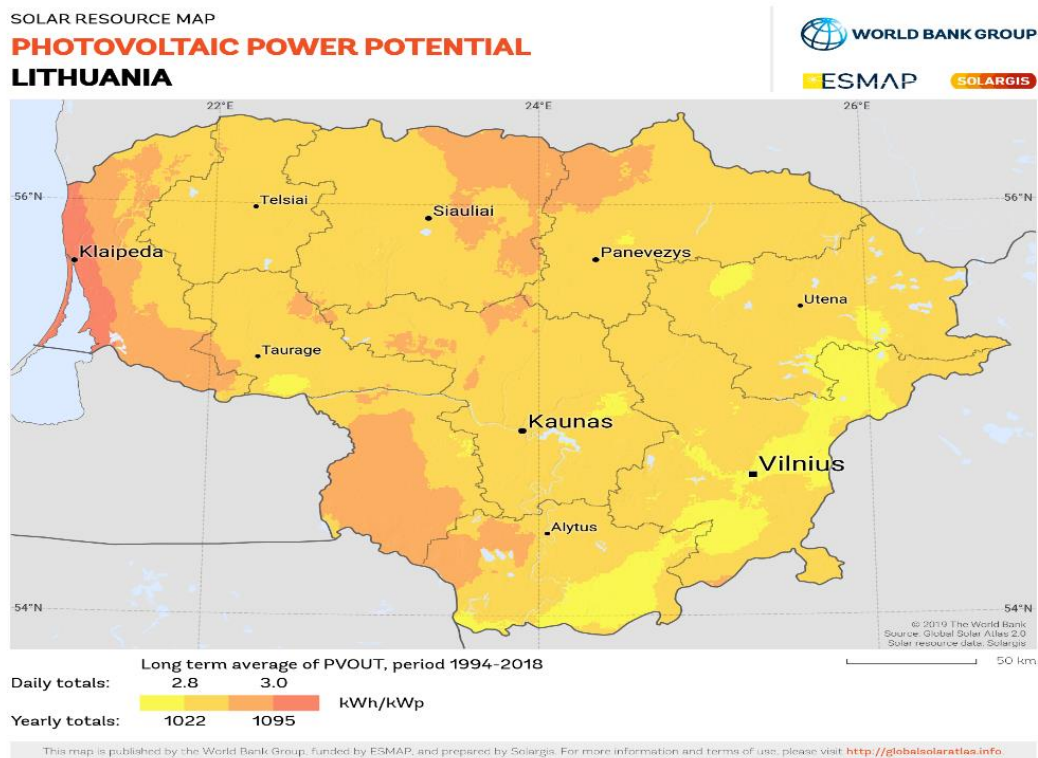 SOLAR RESOURCE MAP
PHOTOVOLTAIC POWER POTENTIAL
LITHUANIA
WORLD BANK GROUP
ESMAP
SOLARGIS
22°E
24°E
26°E
56°N
56°N
Telsiai
Siauliai
Klaipeda
Panevezys
Utena
Taurage
Kaunas
Vilnius
Alytus
54°N
54°N
© 2019 The World Bank
Source: Global Solar Atlas 2.0
Solar resource data: Solargis
50 km
Long term average of PVOUT, period 1994-2018
Daily totals: 2.8 3.0
kWh/kWp
Yearly totals: 1022 1095
This map is published by the World Bank Group, funded by ESMAP, and prepared by Solargis. For more information and terms of use, please visit http://globalsolaratlas.info.